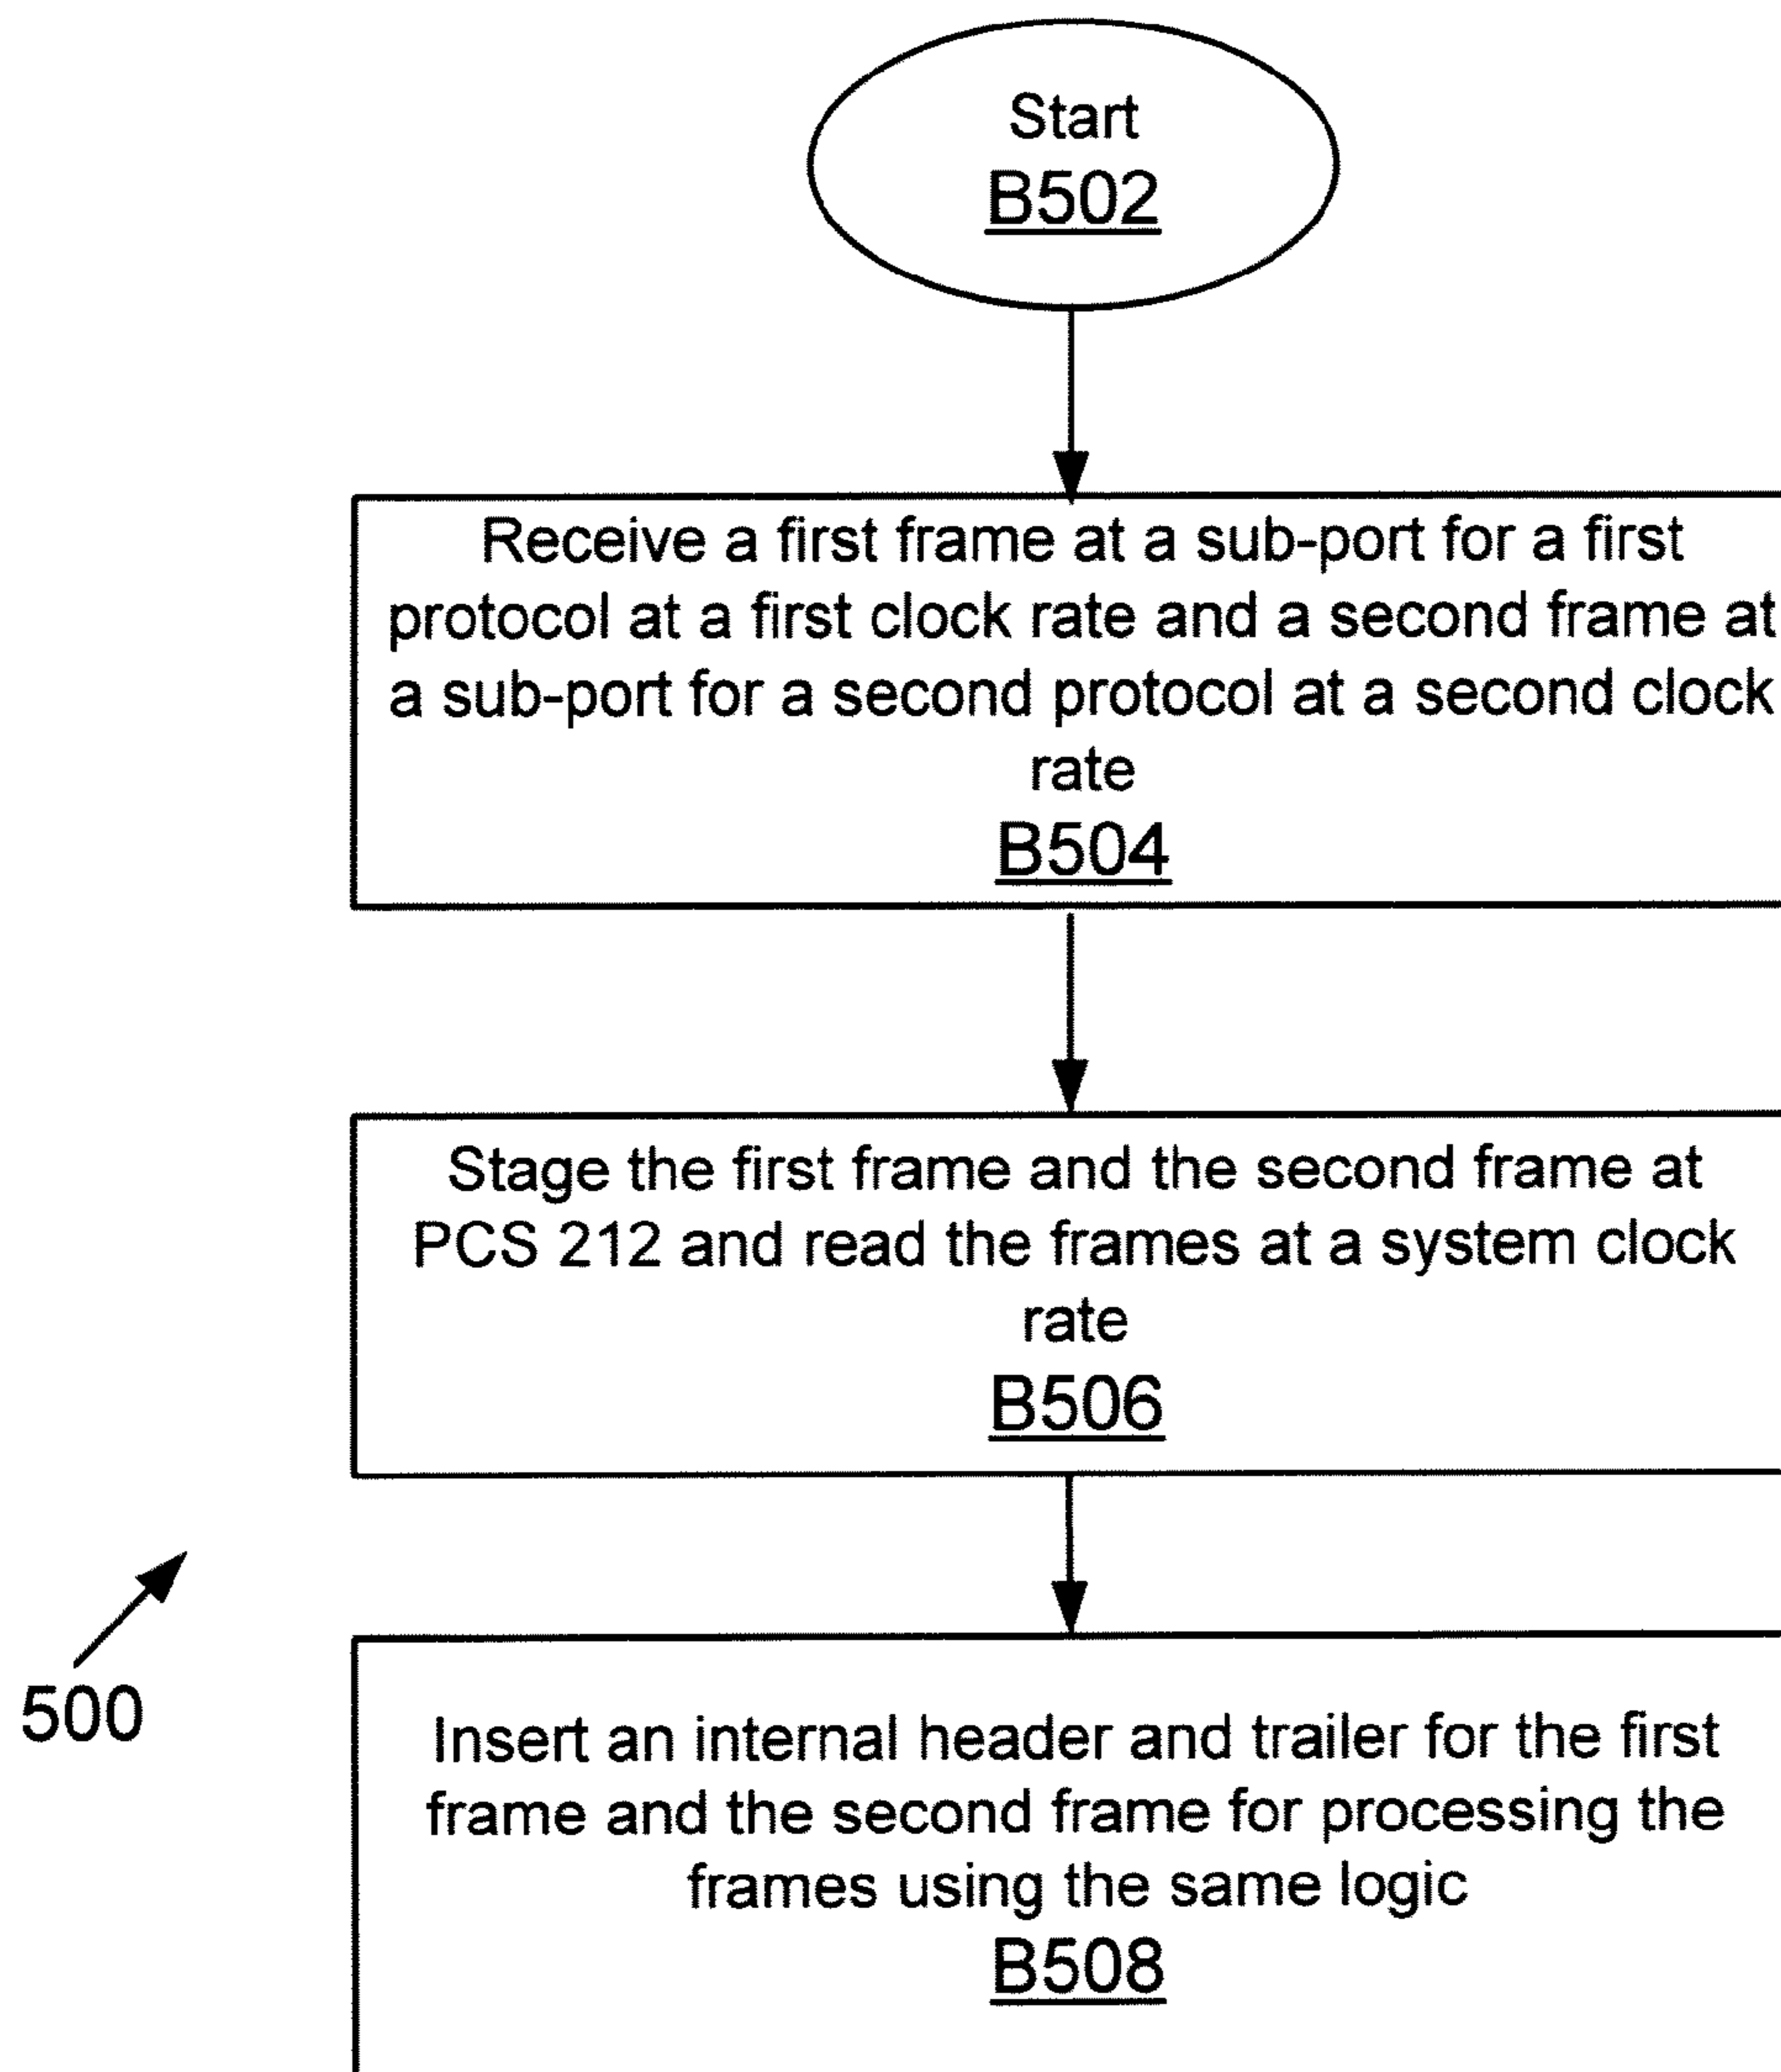 Start
B502
Receive a first frame at a sub-port for a first
protocol at a first clock rate and a second frame at
a sub-port for a second protocol at a second clock
rate
B504
Stage the first frame and the second frame at
PCS 212 and read the frames at a system clock
rate
B506
500
Insert an internal header and trailer for the first
frame and the second frame for processing the
frames using the same logic
B508